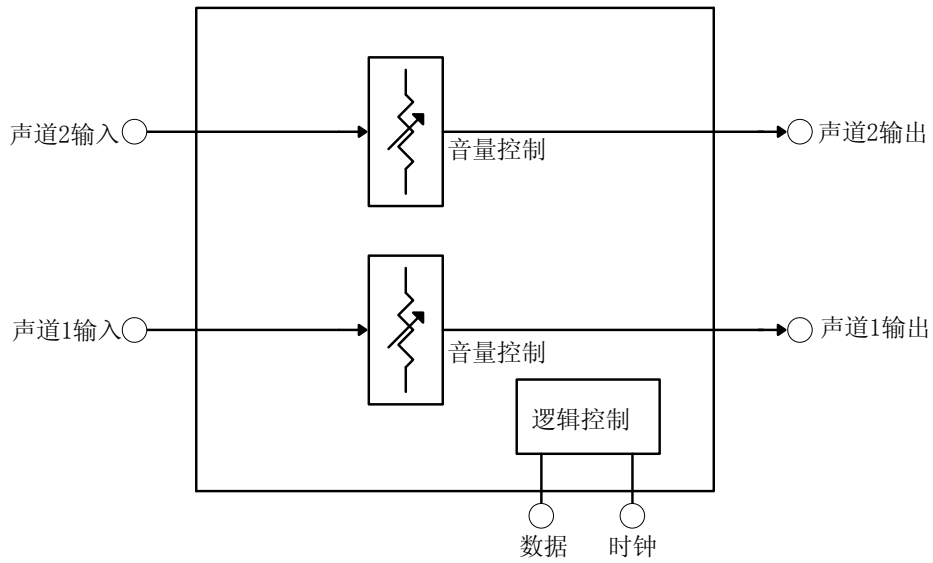 声道2输入
音量控制
声道2输出
声道1输入
音量控制
声道1输出
逻辑控制
数据
时钟